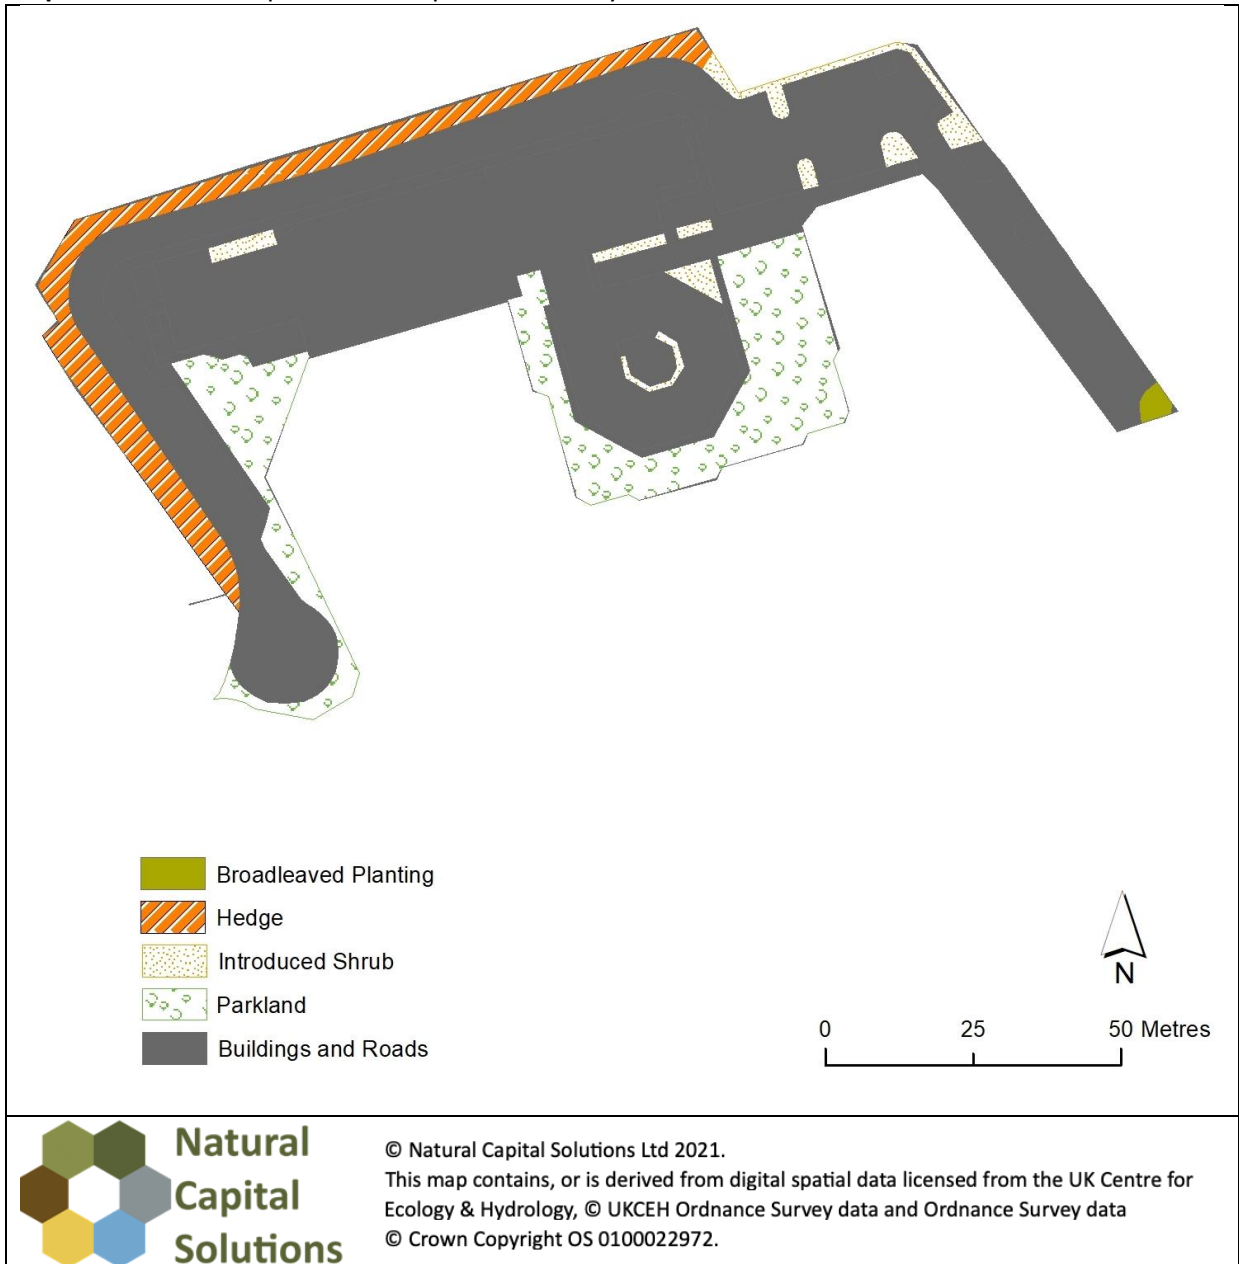 Broadleaved Planting
Hedge
Introduced Shrub
Parkland
Buildings and Roads
N
0 25 50 Metres
Natural
Capital
Solutions
© Natural Capital Solutions Ltd 2021.
This map contains, or is derived from digital spatial data licensed from the UK Centre for
Ecology & Hydrology, © UKCEH Ordnance Survey data and Ordnance Survey data
© Crown Copyright OS 0100022972.